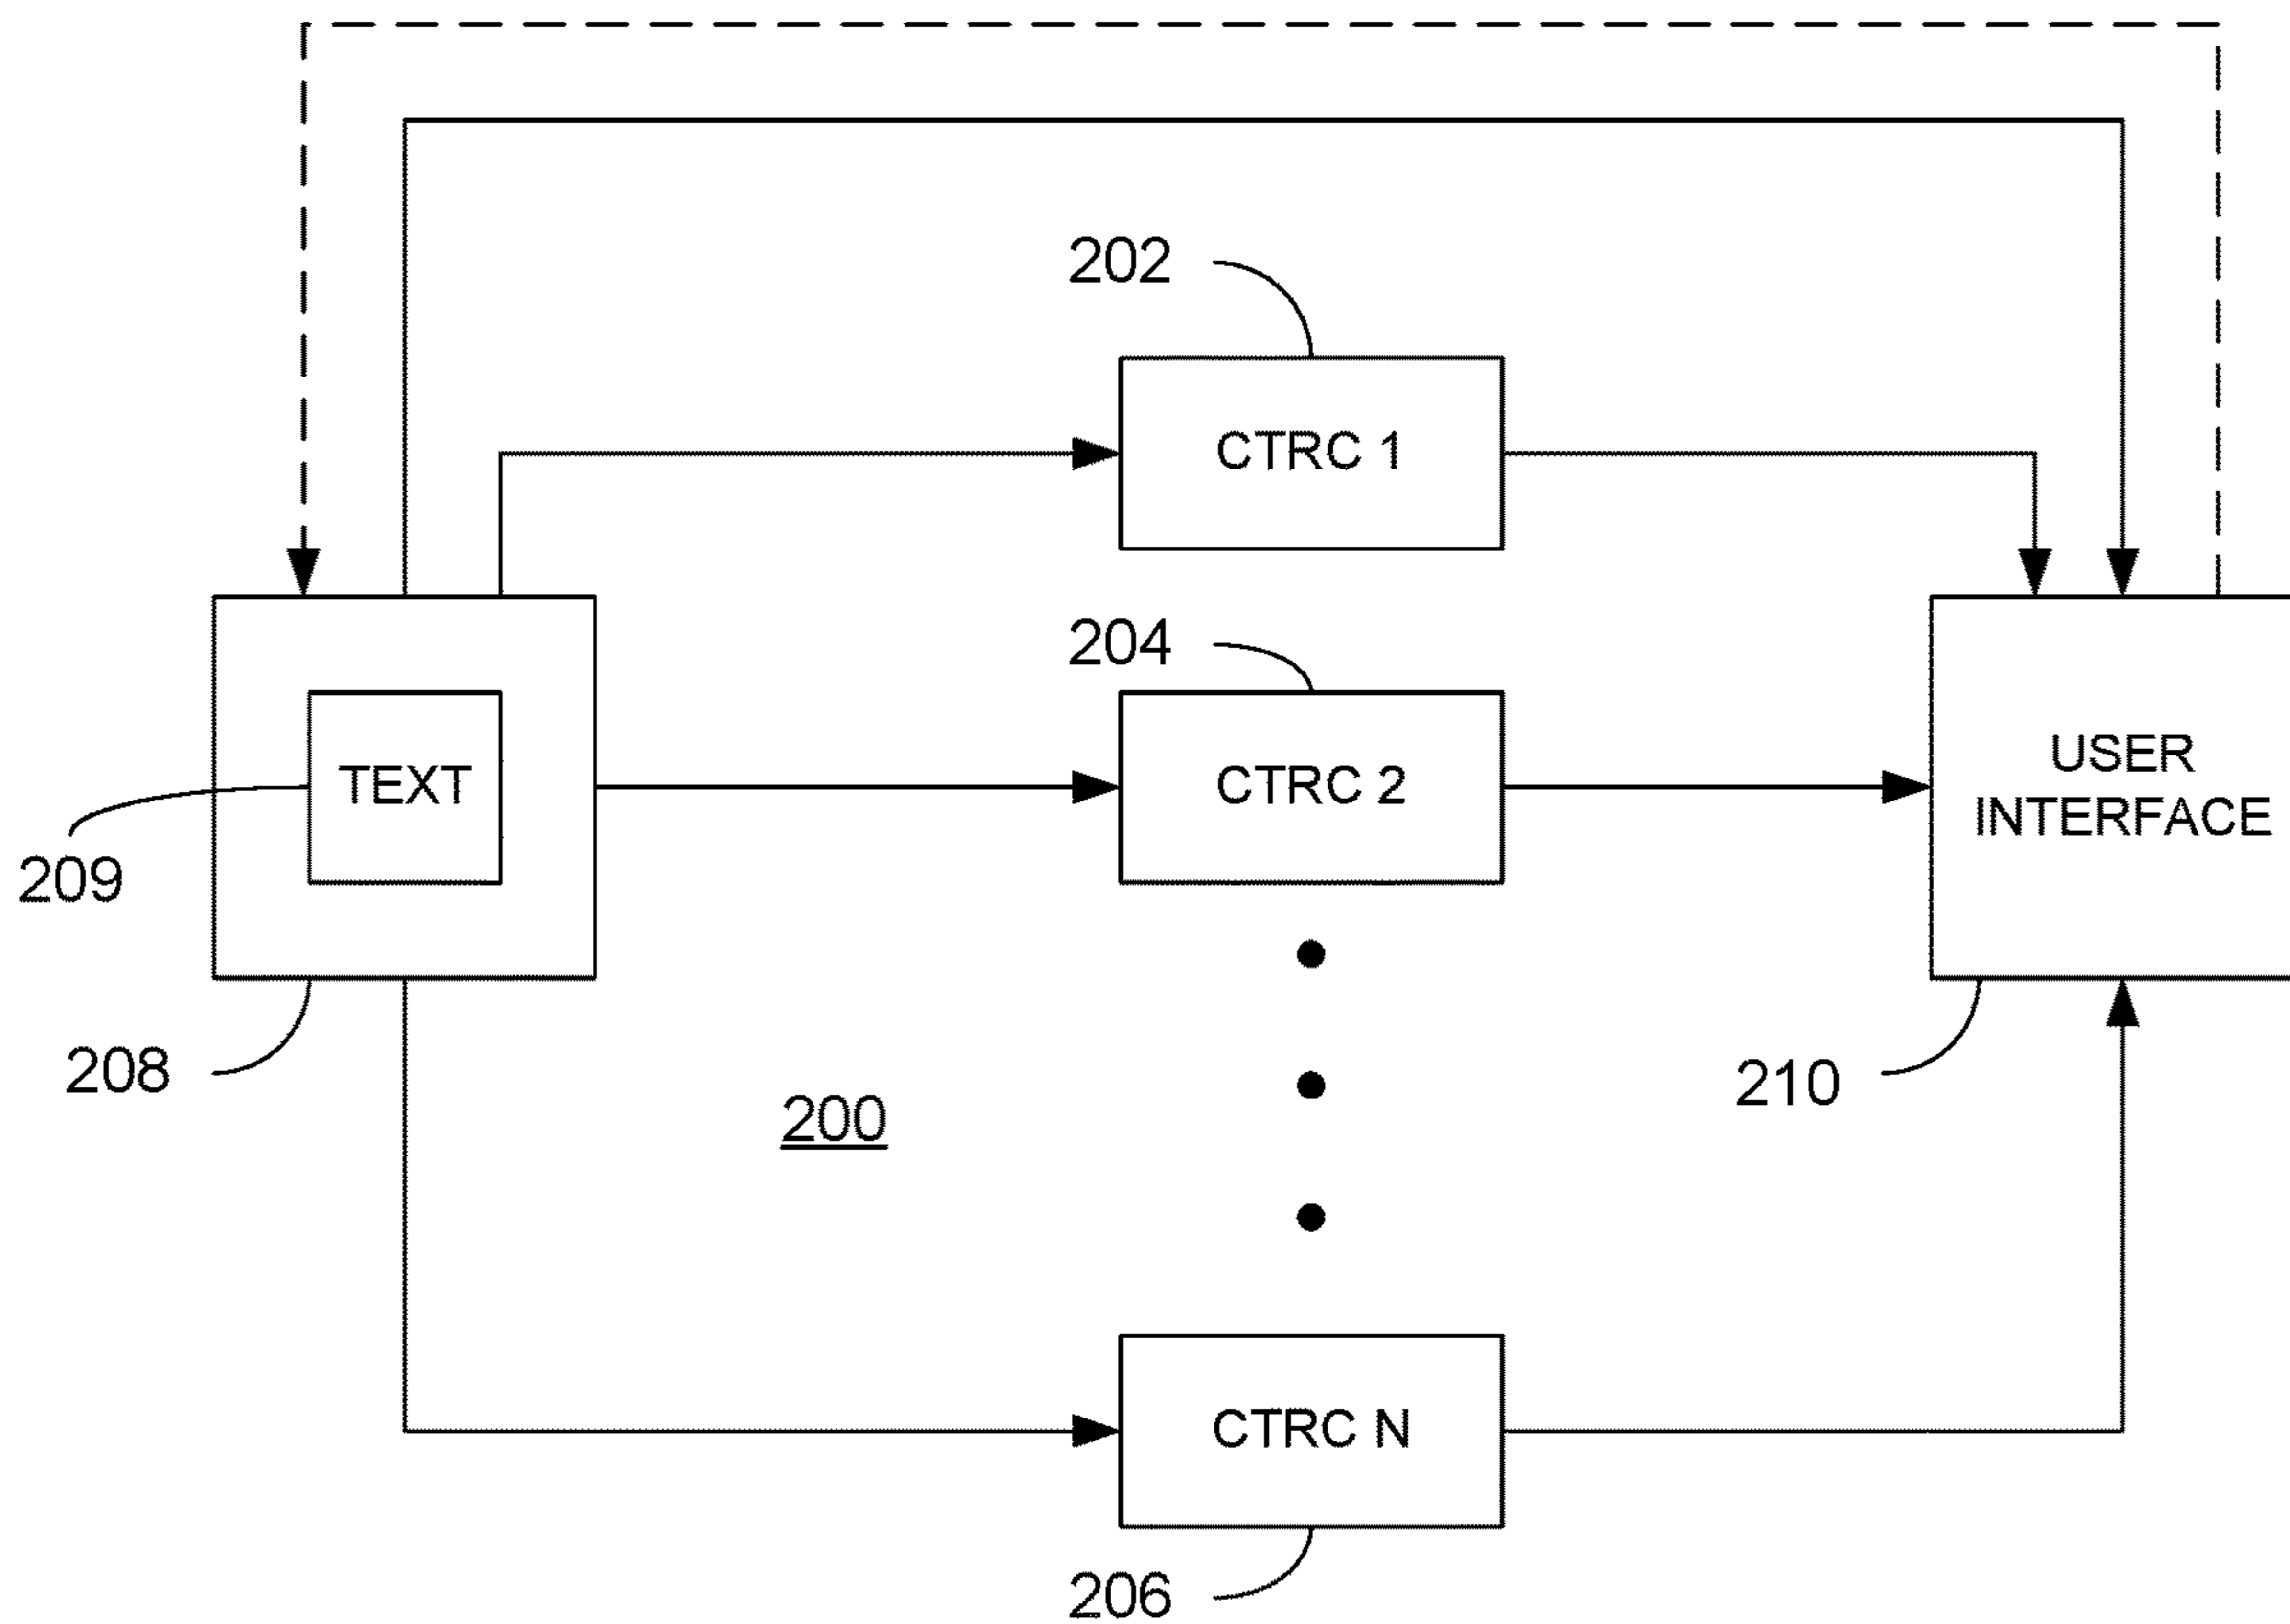 202
CTRC 1
204
TEXT
CTRC 2
USER
INTERFACE
209
208
210
200
CTRC N
206